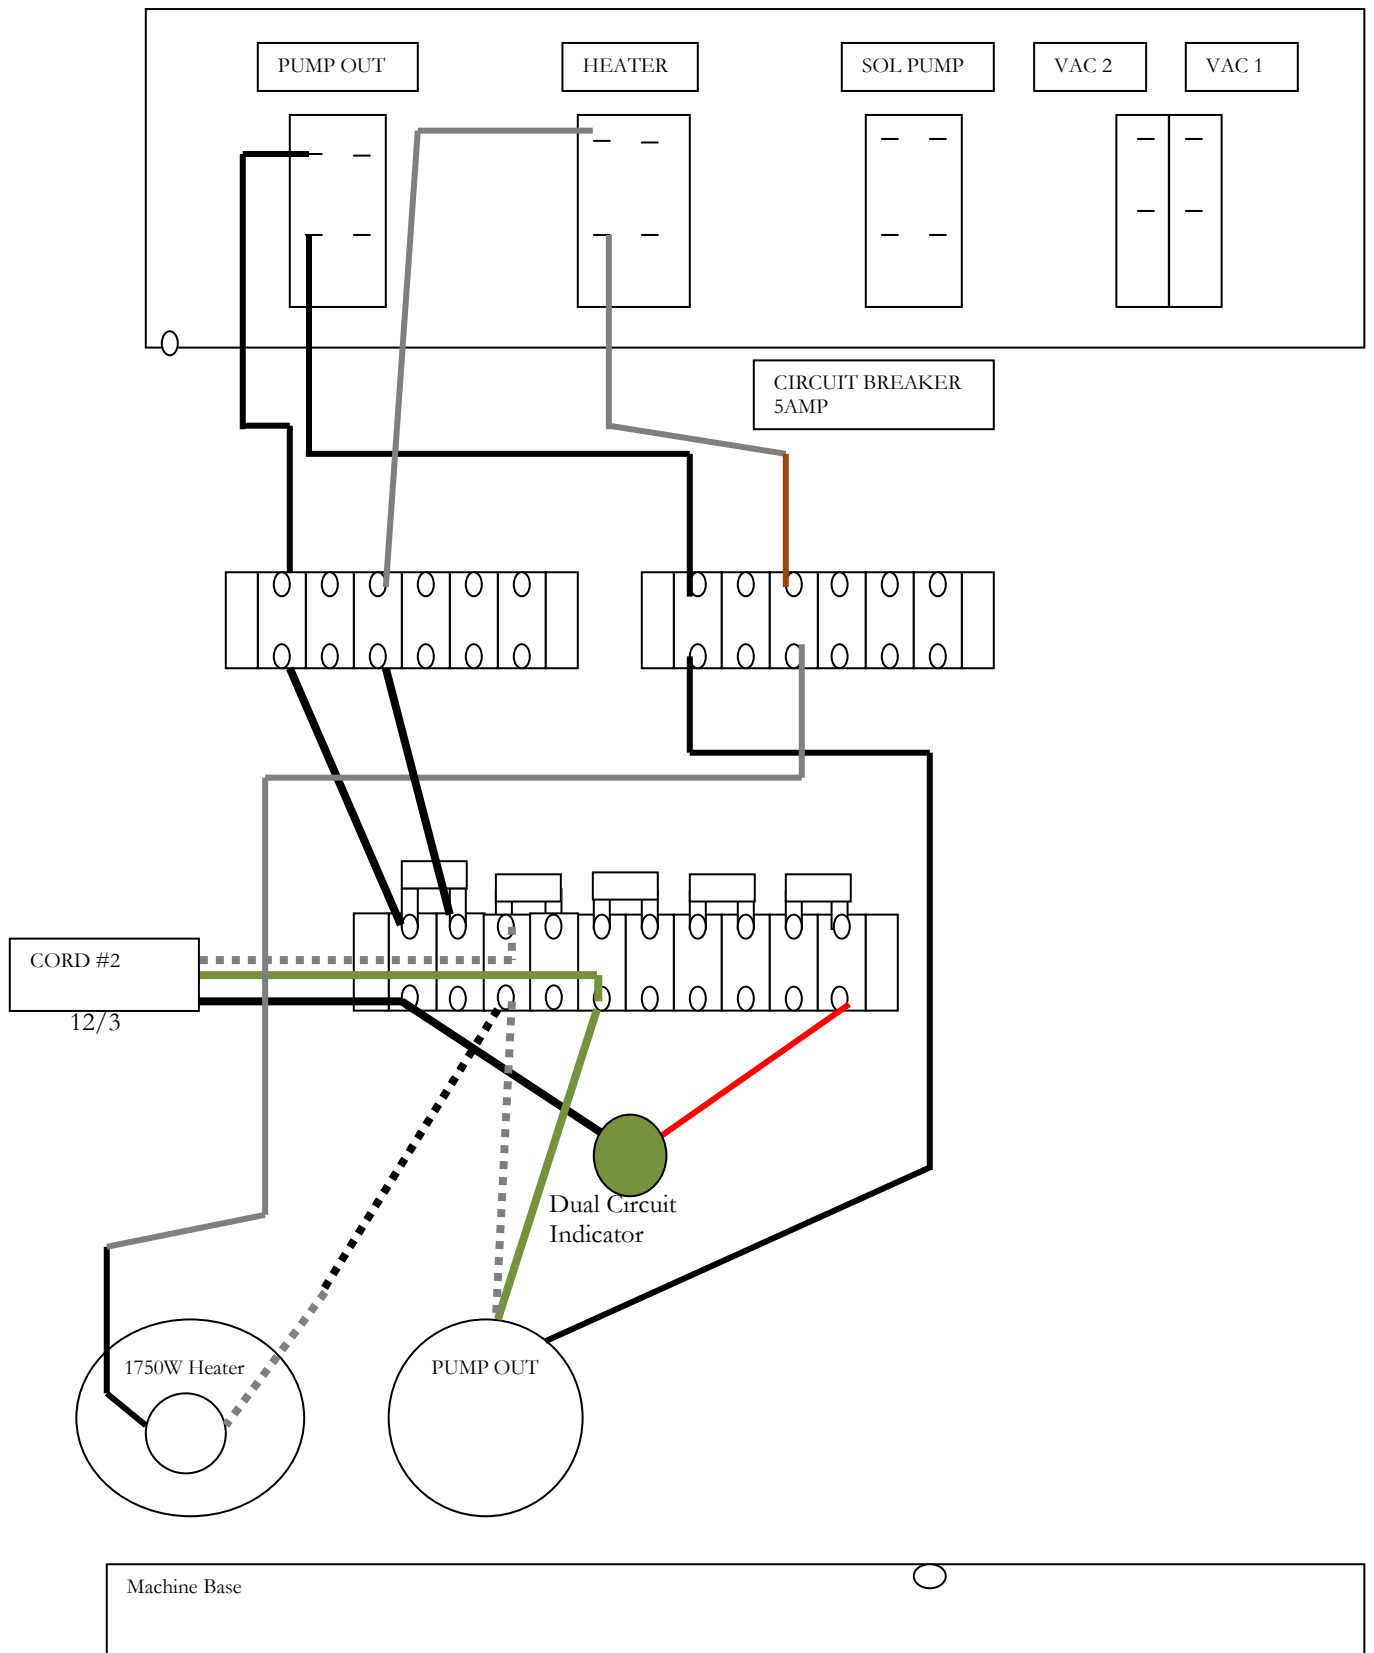 PUMP OUT
HEATER
SOL PUMP
VAC 2
VAC 1
CIRCUIT BREAKER
5AMP
CORD #2
12/3
Dual Circuit
Indicator
1750W Heater
PUMP OUT
Machine Base